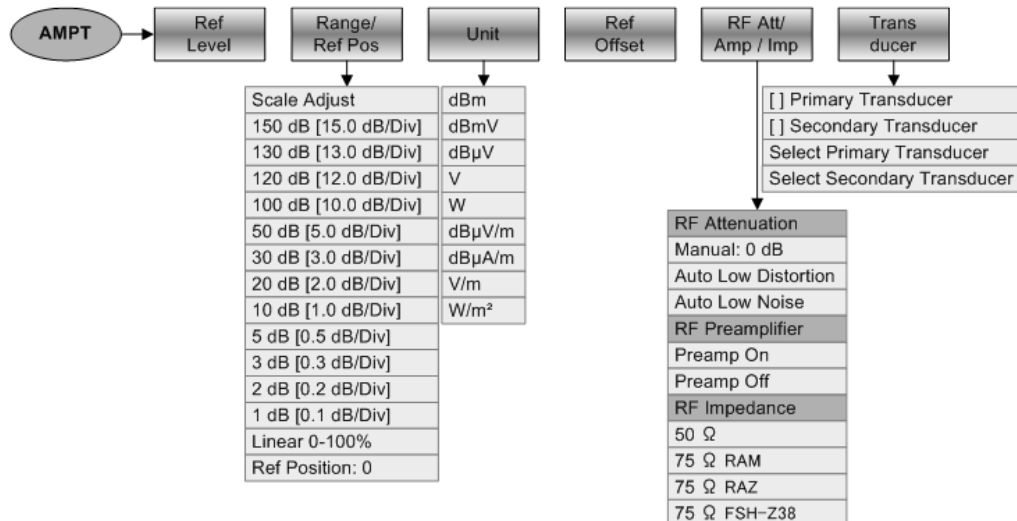 AMPT
Ref
Level
Range/
Ref Pos
Unit
Ref
Offset
RF Att/
Amp / Imp
Trans
ducer
Scale Adjust
150 dB [15.0 dB/Div]
130 dB [13.0 dB/Div]
120 dB [12.0 dB/Div]
100 dB [10.0 dB/Div]
50 dB [5.0 dB/Div]
30 dB [3.0 dB/Div]
20 dB [2.0 dB/Div]
10 dB [1.0 dB/Div]
5 dB [0.5 dB/Div]
3 dB [0.3 dB/Div]
2 dB [0.2 dB/Div]
1 dB [0.1 dB/Div]
Linear 0-100%
Ref Position: 0
dBm
dBmV
dBµV
V
W
dBµV/m
dBµA/m
V/m
W/m²
RF Attenuation
Manual: 0 dB
Auto Low Distortion
Auto Low Noise
RF Preamplifier
Preamp On
Preamp Off
RF Impedance
50 Ω
75 Ω RAM
75 Ω RAZ
75 Ω FSH-Z38
[ ] Primary Transducer
[ ] Secondary Transducer
Select Primary Transducer
Select Secondary Transducer